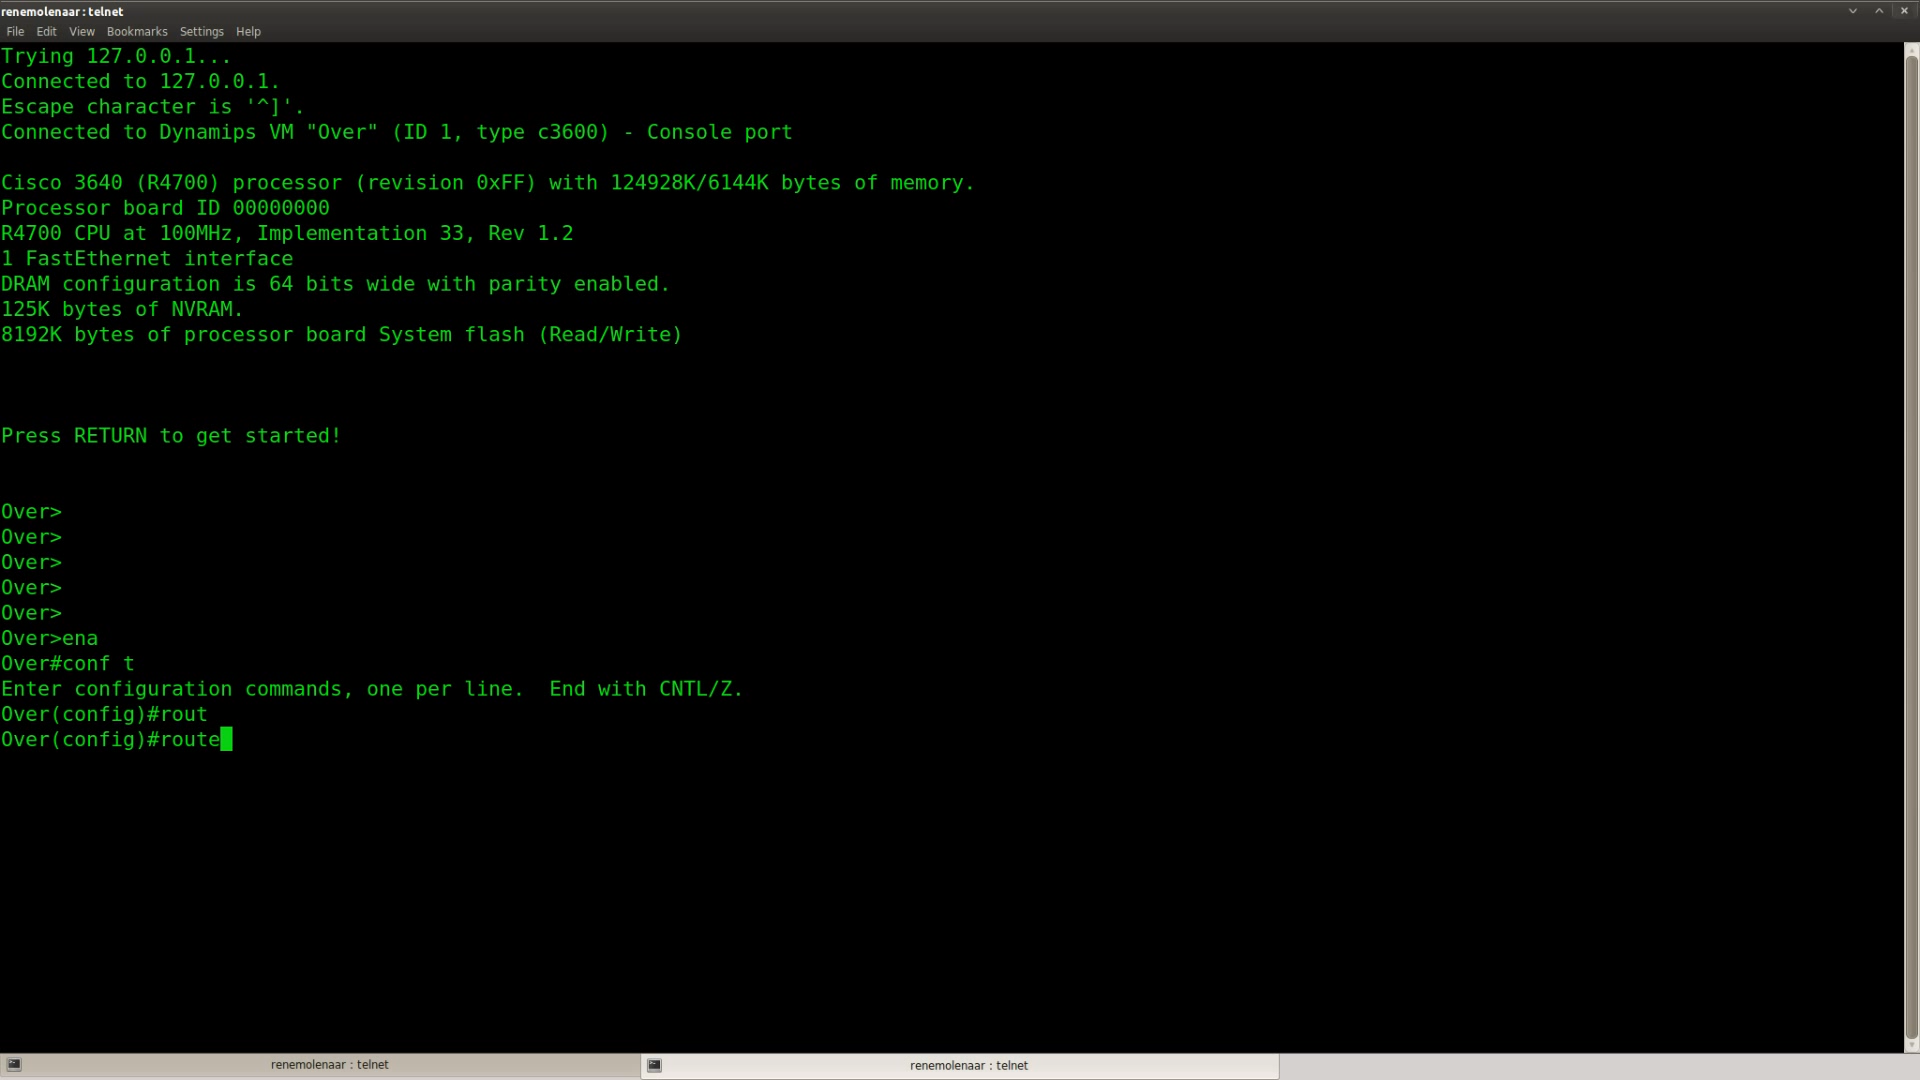 renemolenaar : telnet
File Edit View Bookmarks Settings Help
Trying 127.0.0.1...
Connected to 127.0.0.1.
Escape character is '^]'.
Connected to Dynamips VM "Over" (ID 1, type c3600) - Console port
Cisco 3640 (R4700) processor (revision 0xFF) with 124928K/6144K bytes of memory.
Processor board ID 00000000
R4700 CPU at 100MHz, Implementation 33, Rev 1.2
1 FastEthernet interface
DRAM configuration is 64 bits wide with parity enabled.
125K bytes of NVRAM.
8192K bytes of processor board System flash (Read/Write)
Press RETURN to get started!
Over>
Over>
Over>
Over>
Over>
Over>ena
Over#conf t
Enter configuration commands, one per line.  End with CNTL/Z.
Over(config)#rout
Over(config)#route
renemolenaar : telnet renemolenaar : telnet